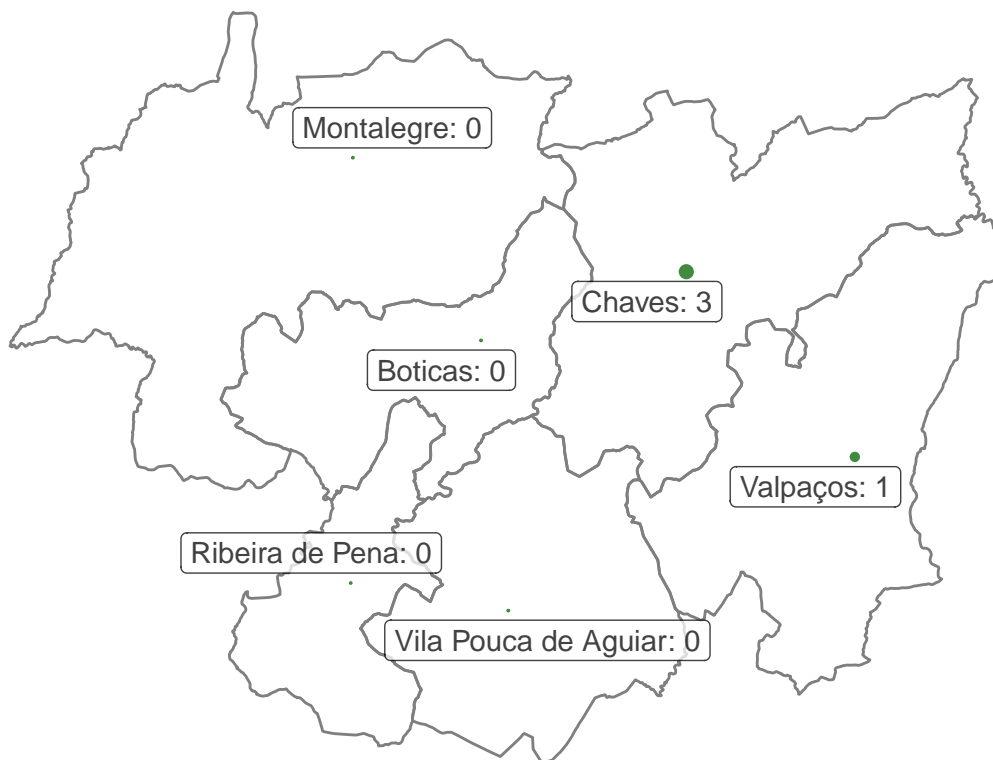 Montalegre: 0
Chaves: 3
Boticas: 0
Valpaços: 1
Ribeira de Pena: 0
Vila Pouca de Aguiar: 0